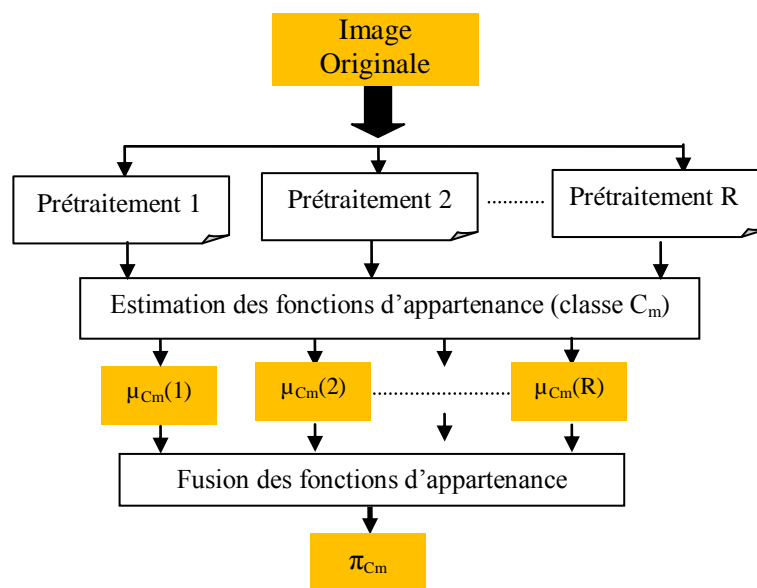 Image
Originale
Prétraitement 1
Prétraitement 2
Prétraitement R
Estimation des fonctions d’appartenance (classe Cm)
µCm(1)
µCm(2)
µCm(R)
Fusion des fonctions d’appartenance
πCm